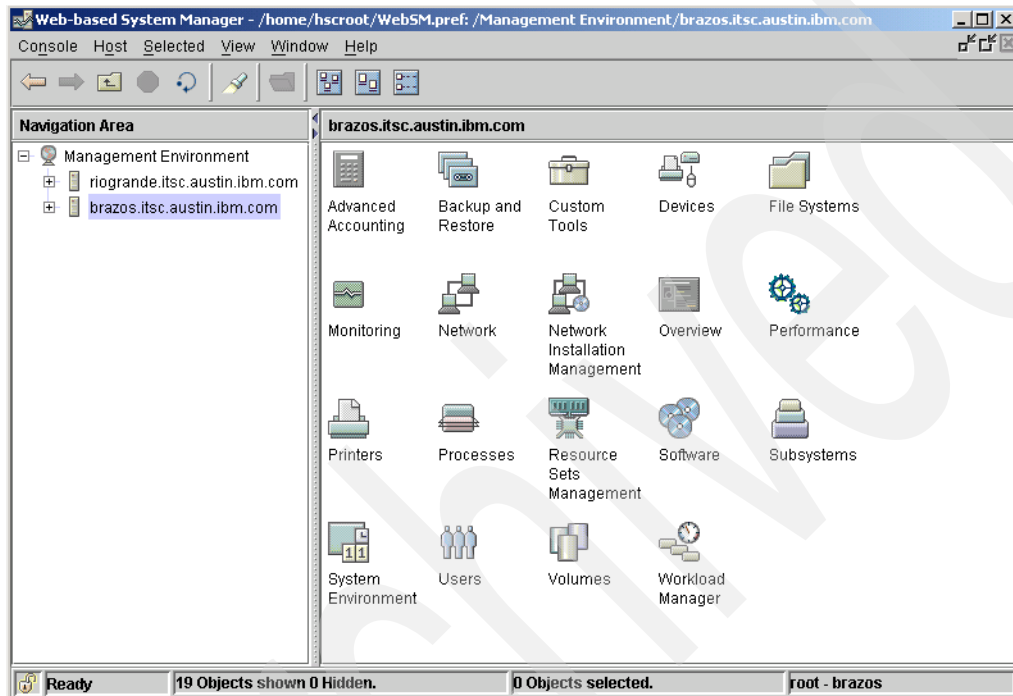 Web-based System Manager - /home/hscroot/WebSM.pref: /Management Environment/brazos.itsc.austin.ibm.com
Console Host Selected View Window Help
Navigation Area
brazos.itsc.austin.ibm.com
Management Environment
riogrande.itsc.austin.ibm.com
brazos.itsc.austin.ibm.com
Advanced
Accounting
Backup and
Restore
Custom
Tools
Devices
File Systems
Monitoring
Network
Network
Installation
Management
Overview
Performance
Printers
Processes
Resource
Sets
Management
Software
Subsystems
System
Environment
Users
Volumes
Workload
Manager
Ready
19 Objects shown 0 Hidden.
0 Objects selected.
root - brazos